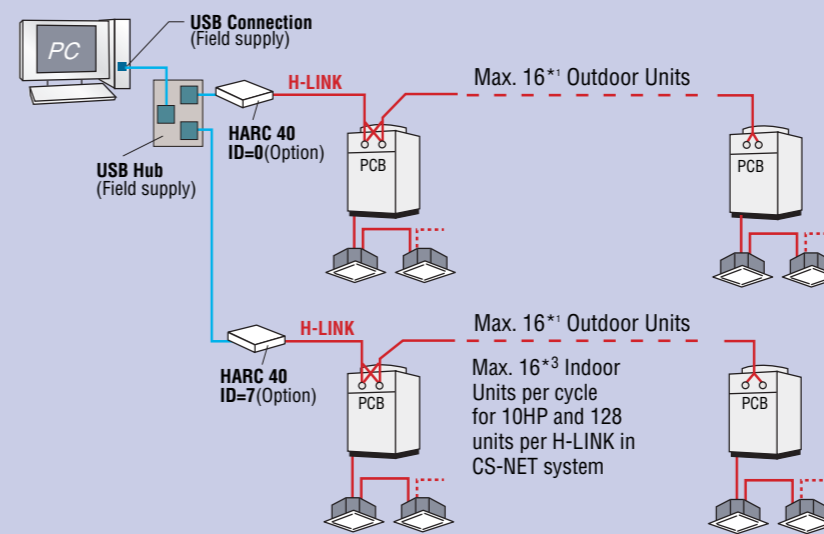 USB Connection
(Field supply)
PC
H-LINK
Max. 16*¹ Outdoor Units
HARC 40
ID=0(Option)
USB Hub
(Field supply)
PCB
PCB
H-LINK
Max. 16*¹ Outdoor Units
HARC 40
ID=7(Option)
Max. 16*³ Indoor
Units per cycle
for 10HP and 128
units per H-LINK in
CS-NET system
PCB
PCB